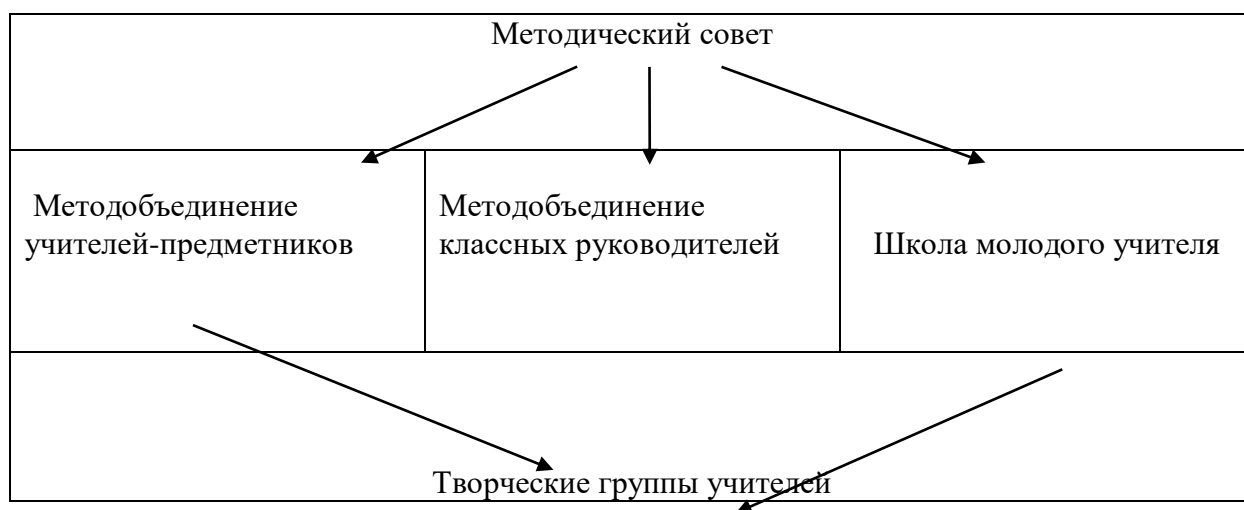 Методический совет
Методобъединение
учителей-предметников
Методобъединение
классных руководителей
Школа молодого учителя
Творческие группы учителей